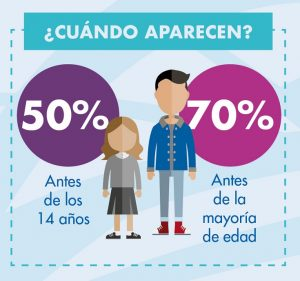 ¿CUÁNDO APARECEN?
50%
Antes
de los
14 años
70%
Antes
de la
mayoría
de edad